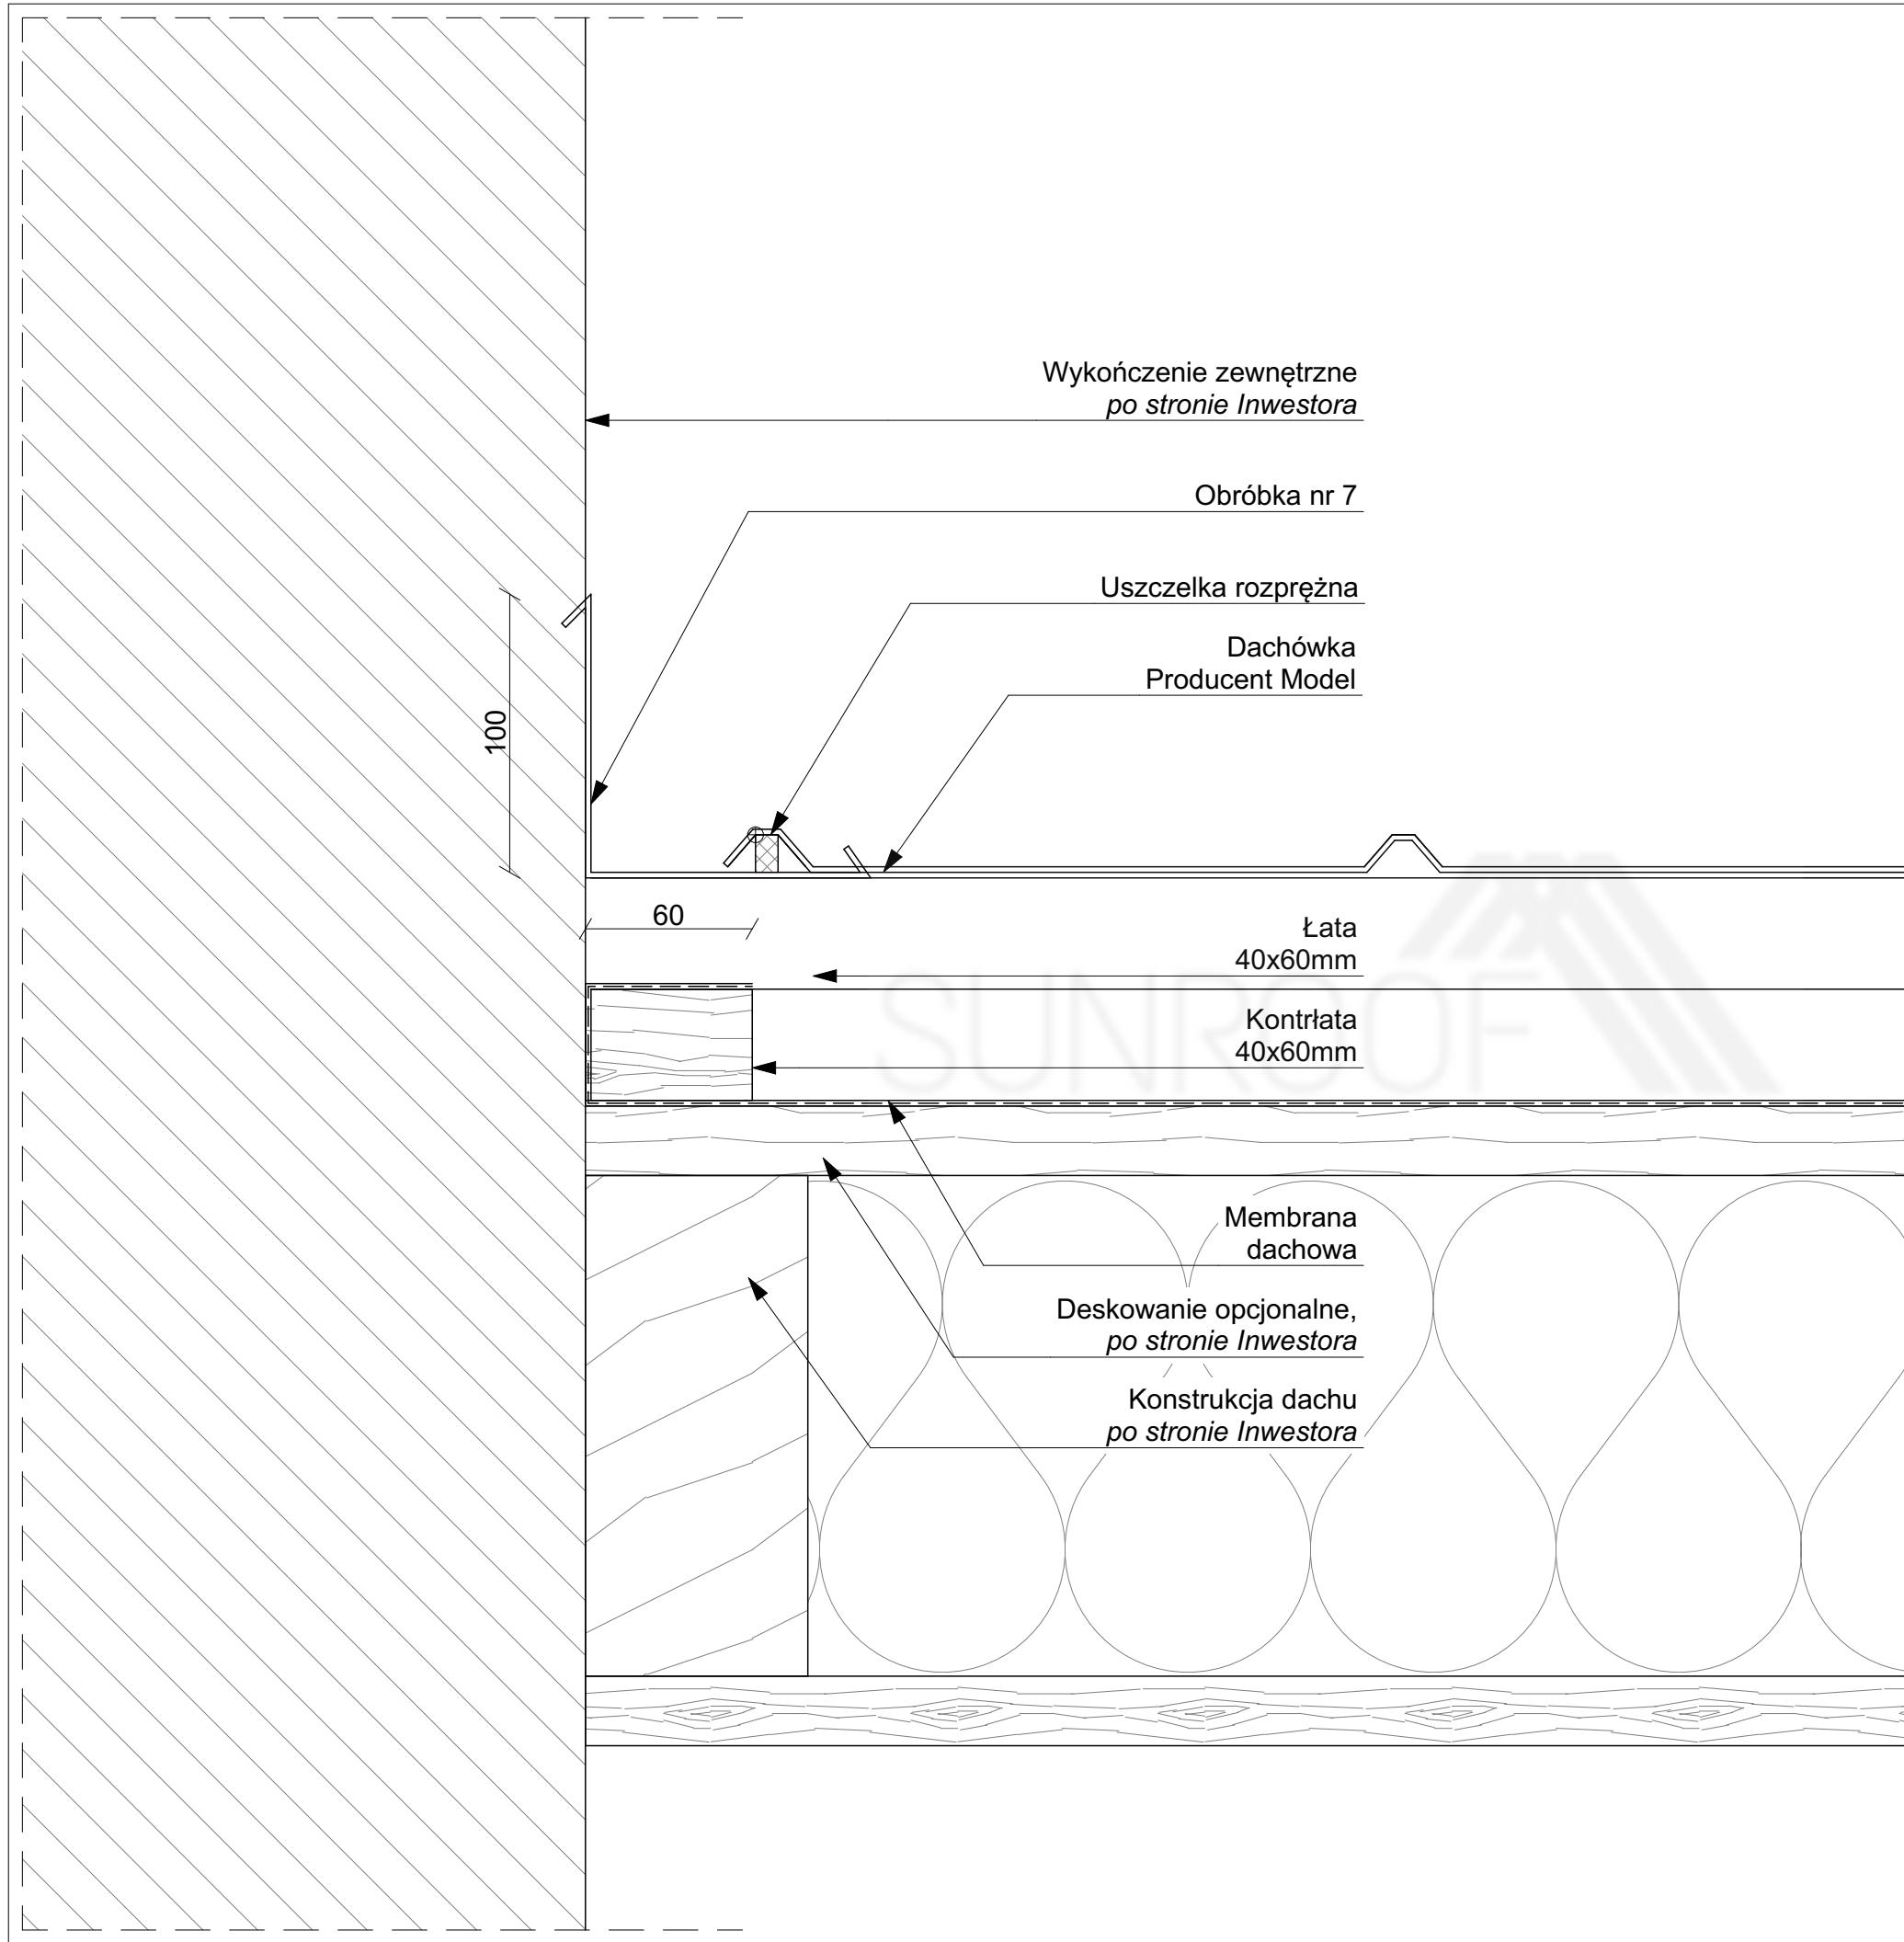 Wykończenie zewnętrzne
po stronie Inwestora
Obróbka nr 7
Uszczelka rozprężna
Dachówka
Producent Model
100
60
Łata
40x60mm
Kontrłata
40x60mm
SUNROOF
Membrana
dachowa
Deskowanie opcjonalne,
po stronie Inwestora
Konstrukcja dachu
po stronie Inwestora